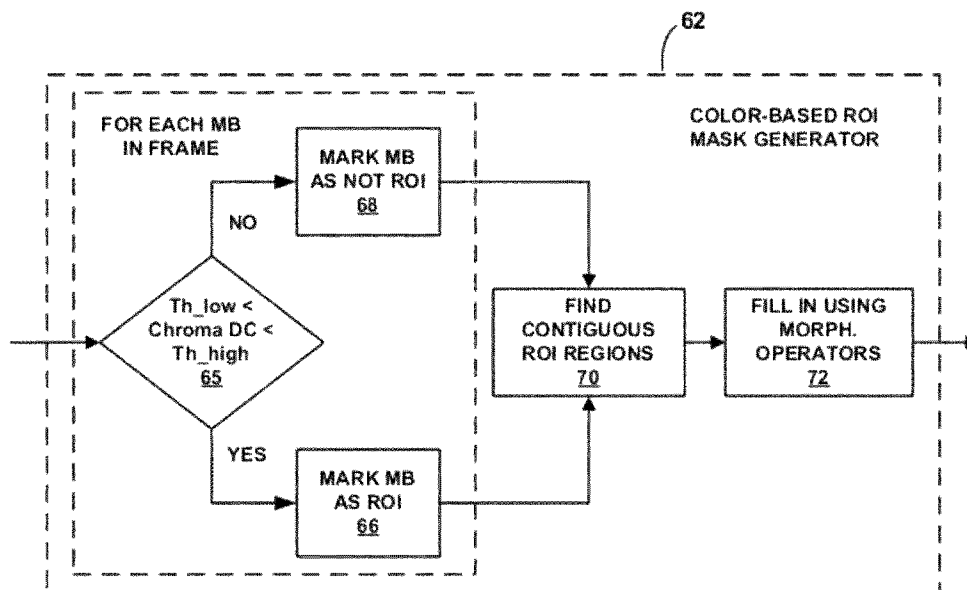 62
FOR EACH MB
IN FRAME
COLOR-BASED ROI
MASK GENERATOR
MARK MB
AS NOT ROI
68
NO
Th_low <
Chroma DC <
Th_high
65
FIND
CONTIGUOUS
ROI REGIONS
70
FILL IN USING
MORPH.
OPERATORS
72
YES
MARK MB
AS ROI
66